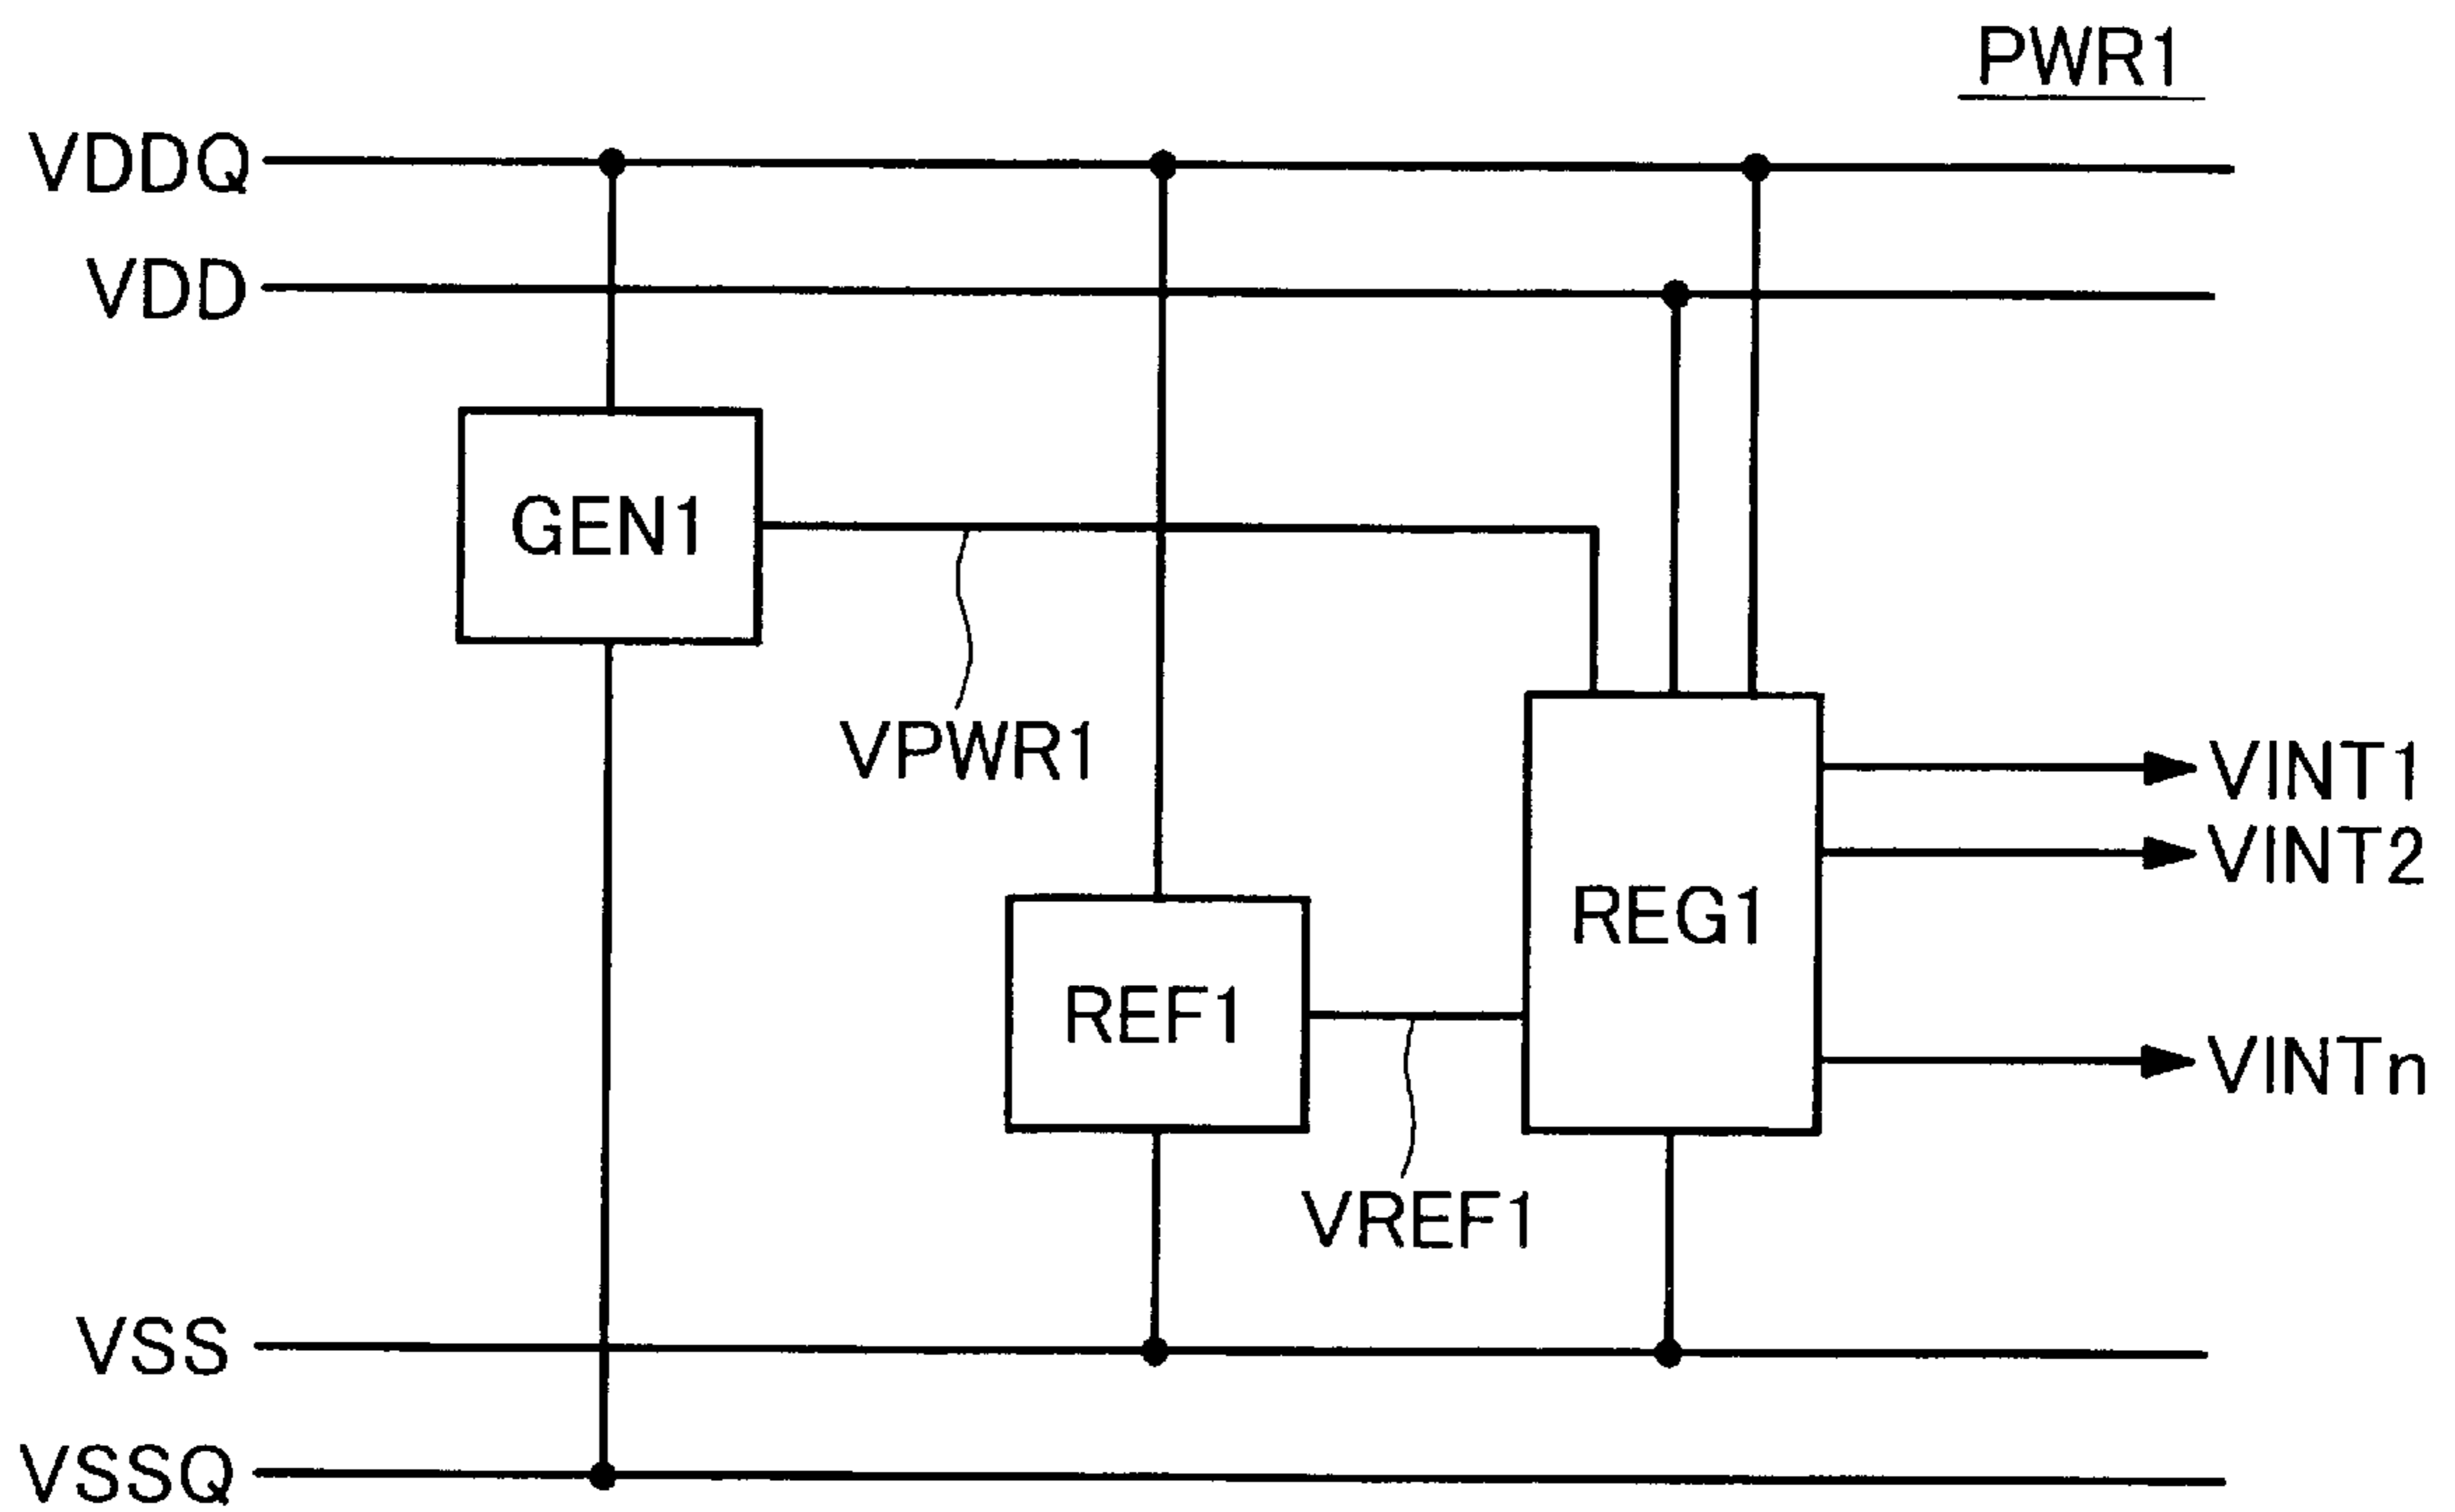 PWR1
VDDQ
VDD
GEN1
VPWR1
VINT1
VINT2
REG1
REF1
VINTn
VREF1
VSS
VSSQ